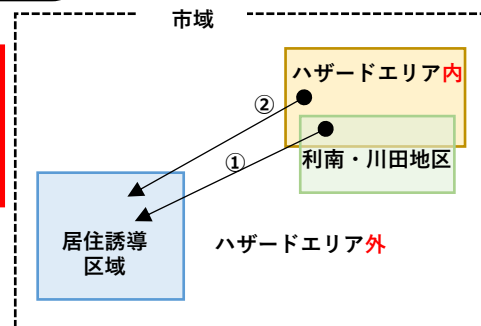 市域
ハザードエリア内
②
①
利南・川田地区
居住誘導
区域
ハザードエリア外